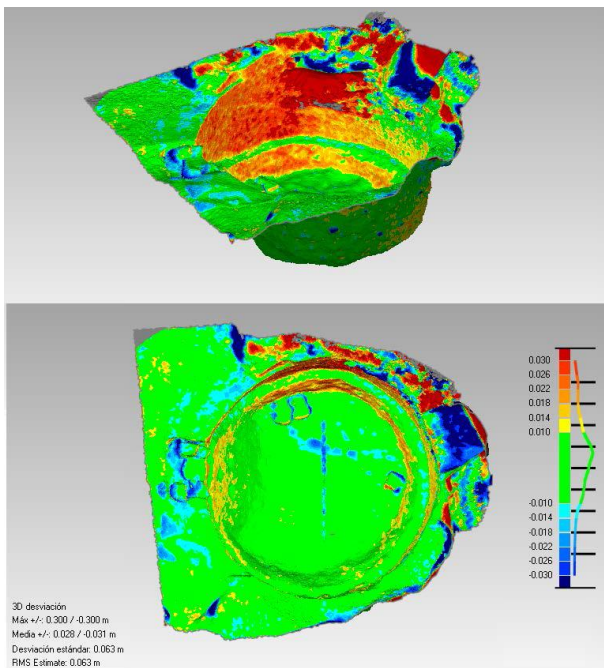 0.030
0.026
0.022
0.018
0.014
0.010
-0.010
-0.014
-0.018
-0.022
-0.026
-0.030
3D desviación
Máx +/-: 0.300 / -0.300 m
Media +/-: 0.028 / -0.031 m
Desviación estándar: 0.063 m
RMS Estimate: 0.063 m